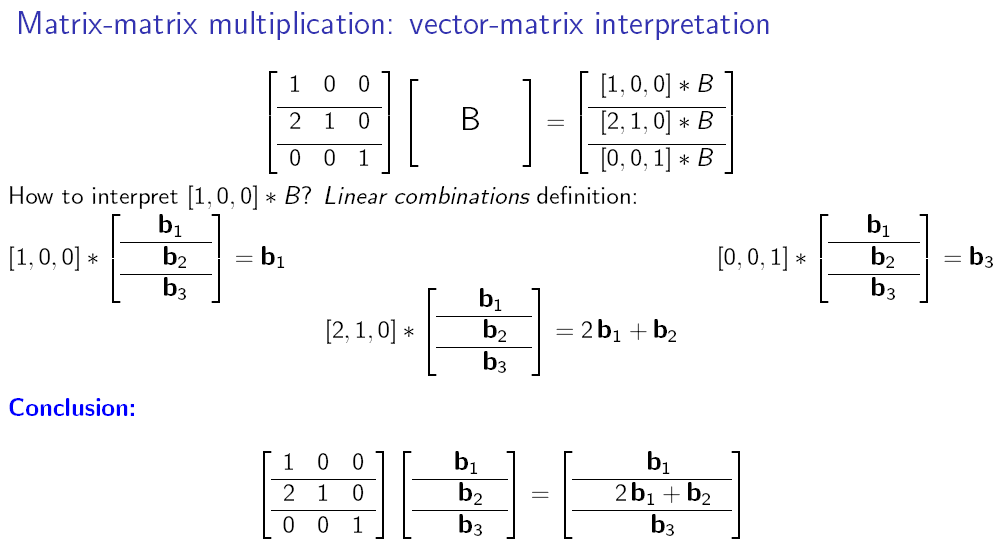 Matrix-matrix multiplication: vector-matrix interpretation
1 0 0 [1, 0, 0] ∗ B
2 1 0 B = [2, 1, 0] ∗ B
0 0 1 [0, 0, 1] ∗ B
How to interpret [1, 0, 0] ∗ B? Linear combinations definition:
b1 b1
[1, 0, 0] ∗ b2 = b1 [0, 0, 1] ∗ b2 = b3
b3 b3
b1
[2, 1, 0] ∗ b2 = 2 b1 + b2
b3
Conclusion:
1 0 0 b1 b1
2 1 0 b2 = 2 b1 + b2
0 0 1 b3 b3